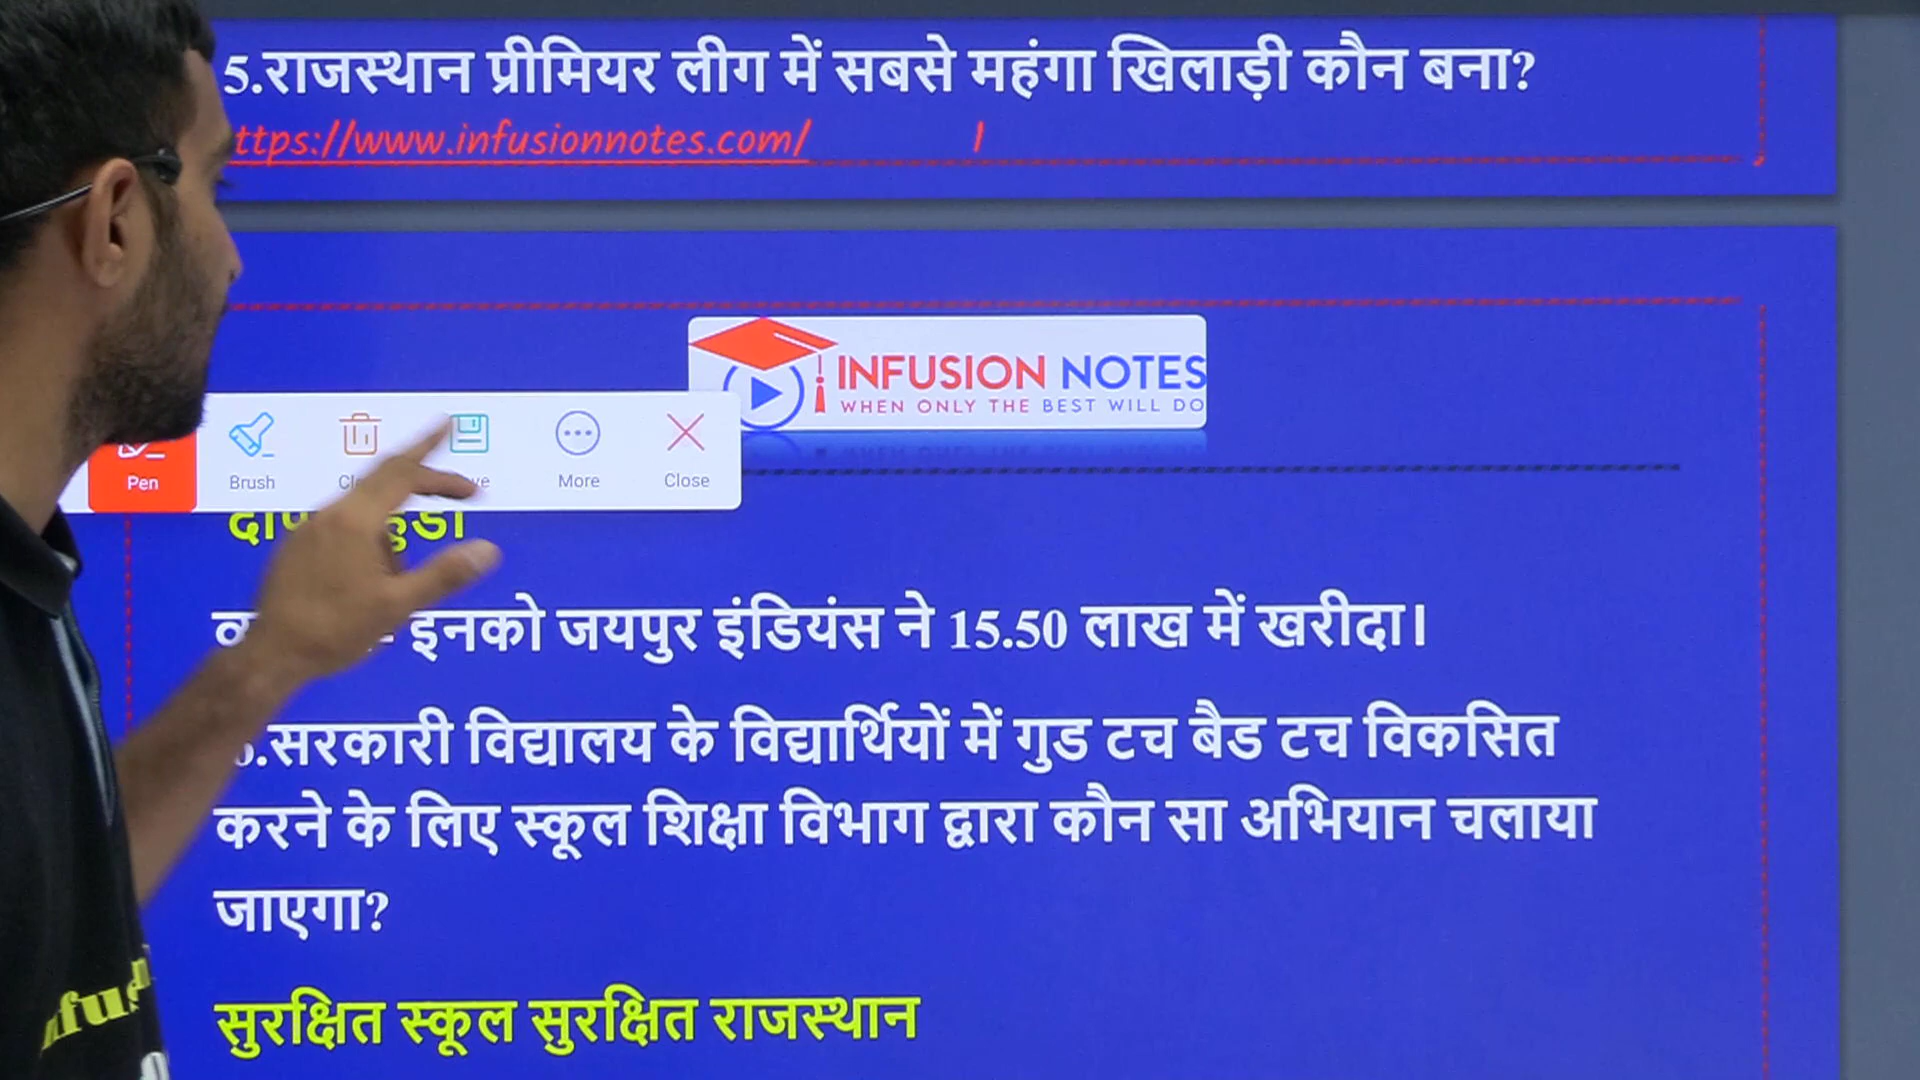 5.राजस्थान प्रीमियर लीग में सबसे महंगा खिलाड़ी कौन बना?
ttps://www.infusionnotes.com/
1
INFUSION NOTES
WHEN ONLY THE BEST WILL DO
Pen Brush More Close
इनको जयपुर इंडियंस ने 15.50 लाख में खरीदा।
.सरकारी विद्यालय के विद्यार्थियों में गुड टच बैड टच विकसित
करने के लिए स्कूल शिक्षा विभाग द्वारा कौन सा अभियान चलाया
जाएगा?
सुरक्षित स्कूल सुरक्षित राजस्थान